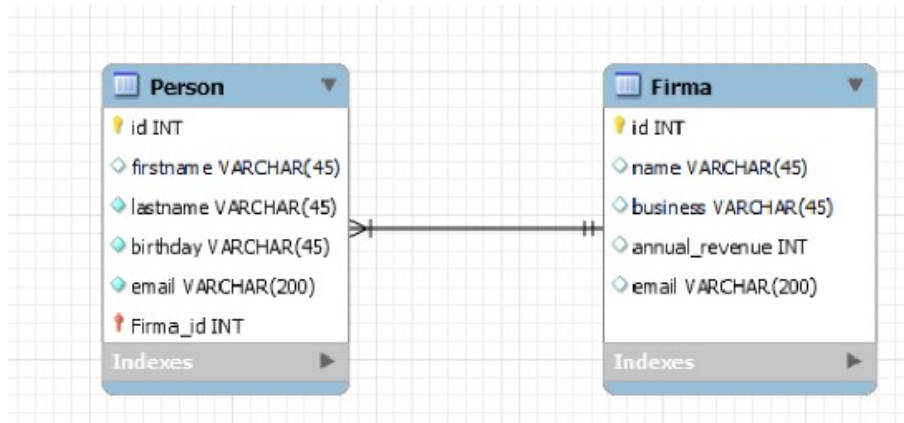 Person
id INT
firstname VARCHAR(45)
lastname VARCHAR(45)
birthday VARCHAR(45)
email VARCHAR(200)
Firma_id INT
Indexes
Firma
id INT
name VARCHAR(45)
business VARCHAR(45)
annual_revenue INT
email VARCHAR(200)
Indexes